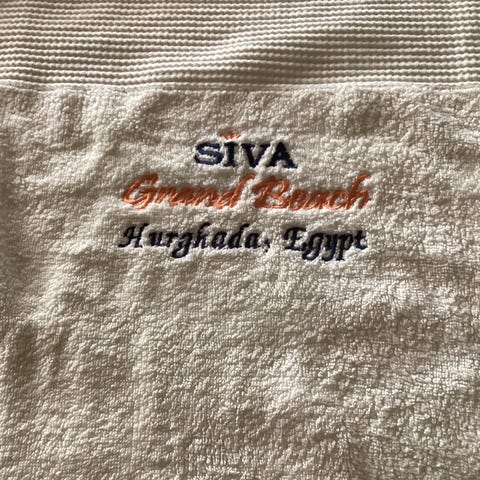 SIVA
Grand Beach
Hurghada, Egypt